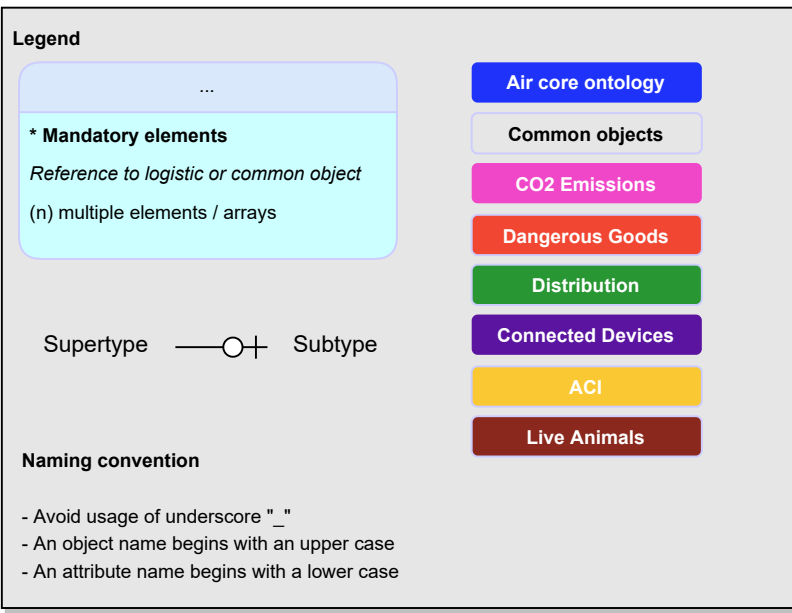 Legend
...
* Mandatory elements
Reference to logistic or common object
(n) multiple elements / arrays
Supertype
Subtype
Air core ontology
Common objects
CO2 Emissions
Dangerous Goods
Distribution
Connected Devices
ACI
Live Animals
Naming convention
- Avoid usage of underscore "_"
- An object name begins with an upper case
- An attribute name begins with a lower case